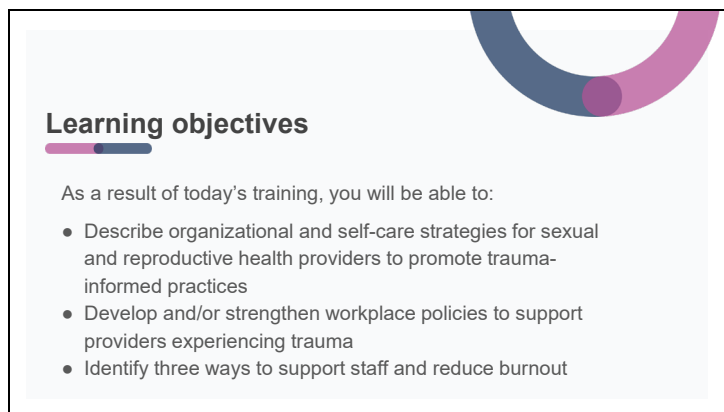 Learning objectives
As a result of today's training, you will be able to:
● Describe organizational and self-care strategies for sexual
and reproductive health providers to promote trauma-
informed practices
● Develop and/or strengthen workplace policies to support
providers experiencing trauma
● Identify three ways to support staff and reduce burnout